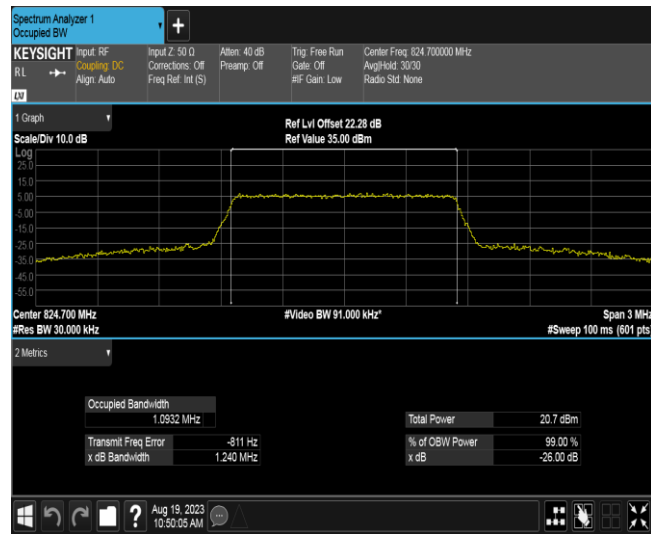 Spectrum Analyzer 1
Occupied BW
+
KEYSIGHT Input: RF Input Z: 50 Ω Atten: 40 dB Trig: Free Run Center Freq: 824.700000 MHz
RL Coupling: DC Corrections: Off Preamp: Off Gate: Off Avg|Hold: 30/30
Align: Auto Freq Ref: Int (S) #IF Gain: Low Radio Std: None
LXI
1 Graph
Ref Lvl Offset 22.28 dB
Scale/Div 10.0 dB Ref Value 35.00 dBm
Log
25.0
15.0
5.00
-5.00
-15.0
-25.0
-35.0
-45.0
-55.0
Center 824.700 MHz #Video BW 91.000 kHz* Span 3 MHz
#Res BW 30.000 kHz #Sweep 100 ms (601 pts)
2 Metrics
Occupied Bandwidth
1.0932 MHz Total Power 20.7 dBm
Transmit Freq Error -811 Hz % of OBW Power 99.00 %
x dB Bandwidth 1.240 MHz x dB -26.00 dB
? Aug 19, 2023
10:50:05 AM